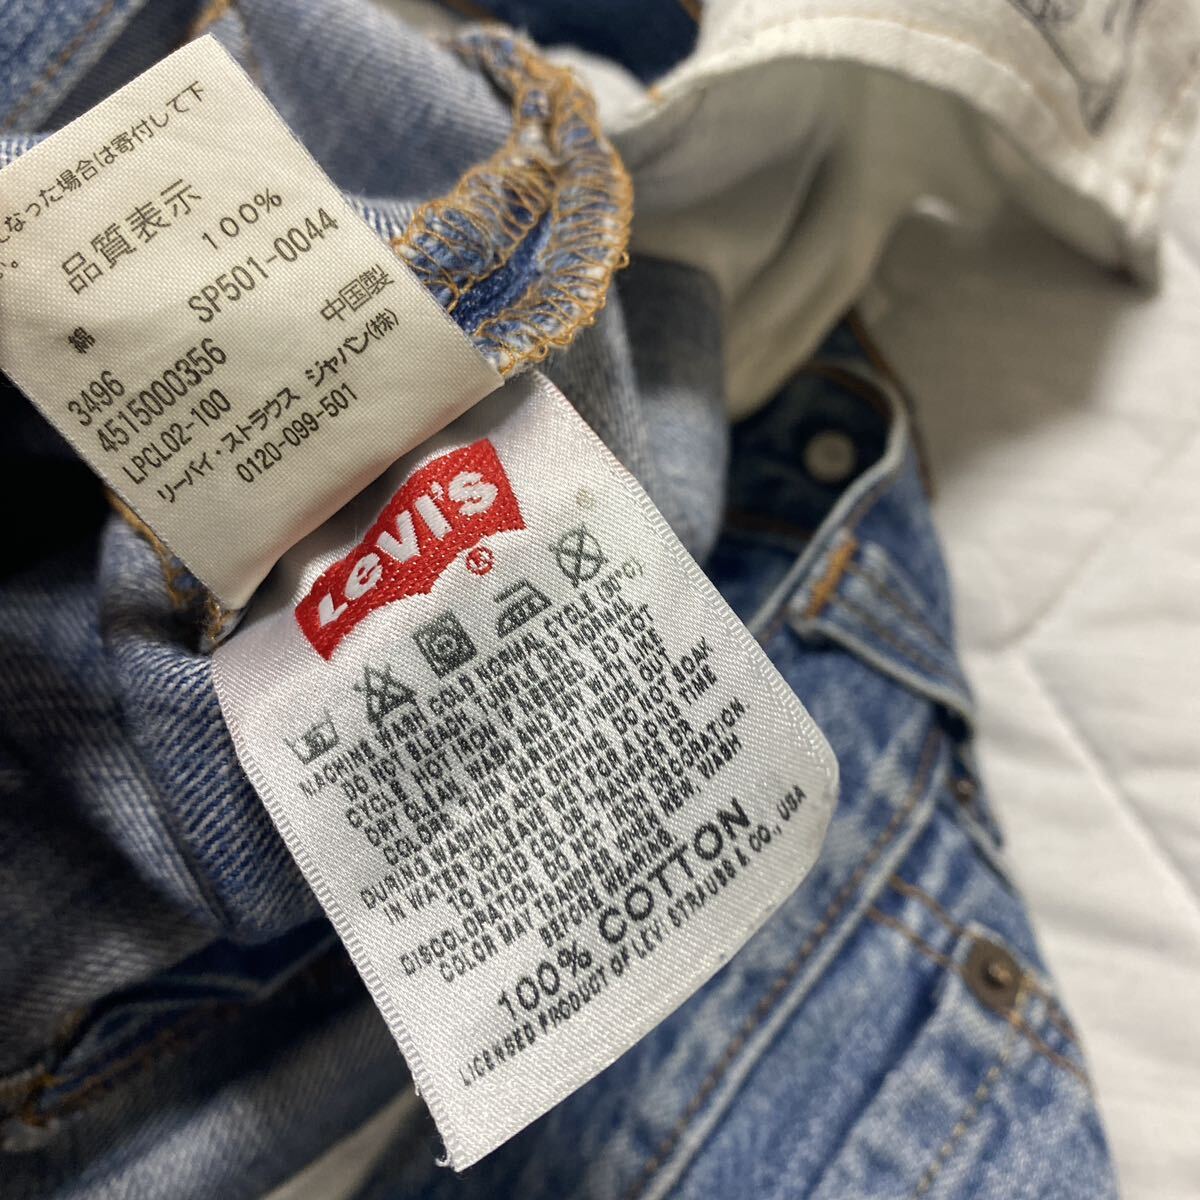 なった場合は寄付して下
い。
品質表示
綿 100%
SP501-0044
中国製
3496
4515000356
LPCL02-100
リーバイ・ストラウス ジャパン(株)
0120-099-501
Levi's
®
MACHINE WASH COLD NORMAL CYCLE (30°C)
DO NOT BLEACH, TUMBLE DRY NORMAL
CYCLE, HOT IRON IF NEEDED, DO NOT
DRY CLEAN, WASH AND DRY WITH LIKE
COLORS, TURN GARMENT INSIDE OUT
DURING WASHING AND DRYING, DO NOT SOAK
IN WATER OR LEAVE WET FOR A LONG TIME
TO AVOID COLOR TRANSFER OR
DISCOLORATION, DO NOT IRON DECORATION,
COLOR MAY TRANSFER WHEN NEW, WASH
BEFORE WEARING.
100% COTTON
LICENSED PRODUCT OF LEVI STRAUSS & CO., USA